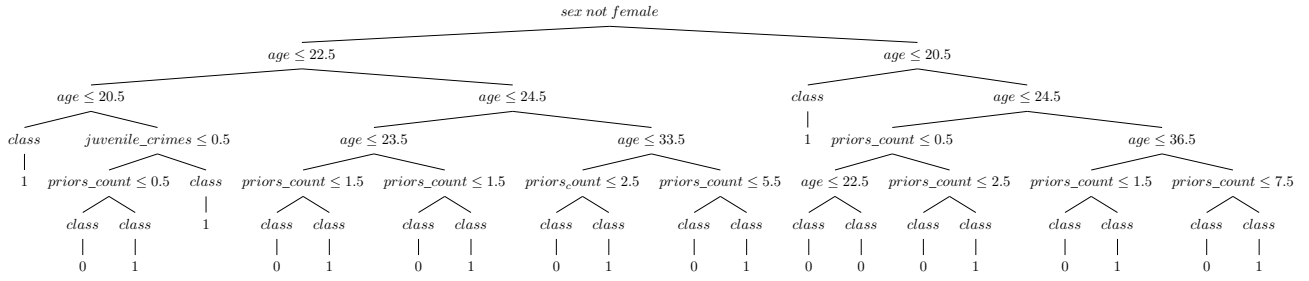 sex not female
age ≤ 22.5 age ≤ 20.5
age ≤ 20.5 age ≤ 24.5 class age ≤ 24.5
class juvenile_crimes ≤ 0.5 age ≤ 23.5 age ≤ 33.5 1 priors_count ≤ 0.5 age ≤ 36.5
1 priors_count ≤ 0.5 class priors_count ≤ 1.5 priors_count ≤ 1.5 priors_count ≤ 2.5 priors_count ≤ 5.5 age ≤ 22.5 priors_count ≤ 2.5 priors_count ≤ 1.5 priors_count ≤ 7.5
class class 1 class class class class class class class class class class class class class class class class
0 1 0 1 0 1 0 1 0 1 0 0 0 1 0 1 0 1